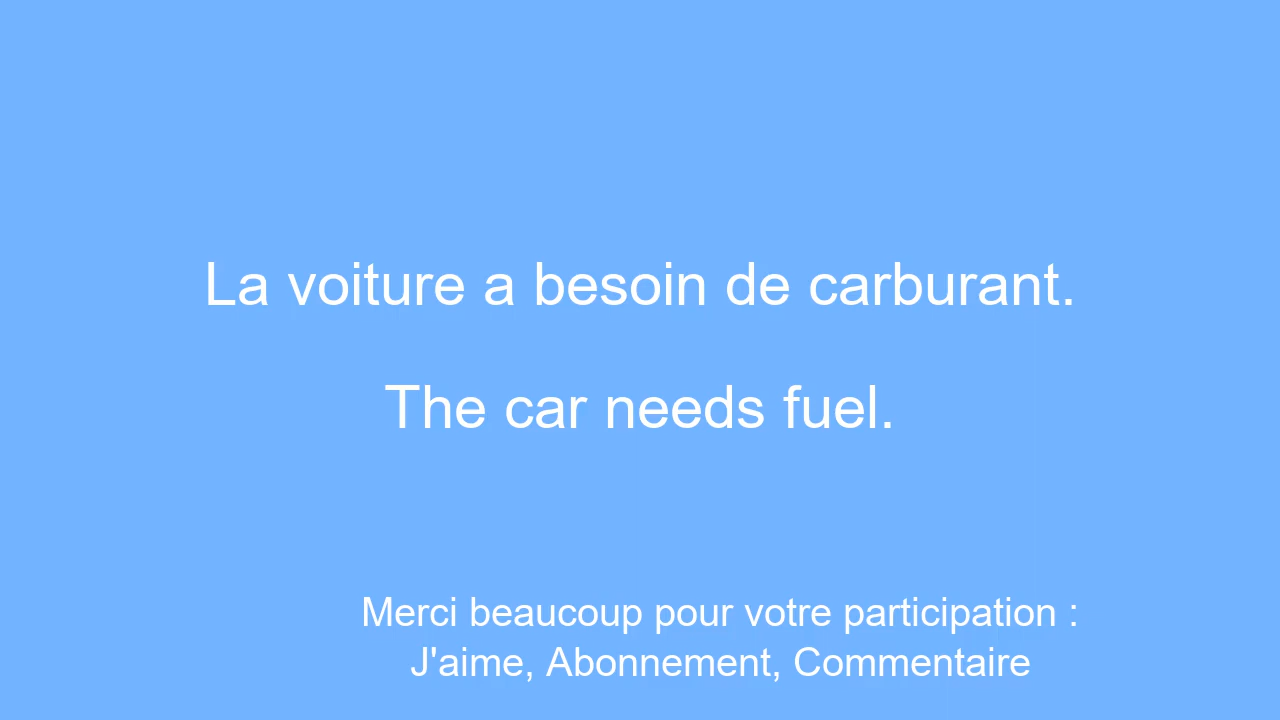 La voiture a besoin de carburant.
The car needs fuel.
Merci beaucoup pour votre participation :
J'aime, Abonnement, Commentaire